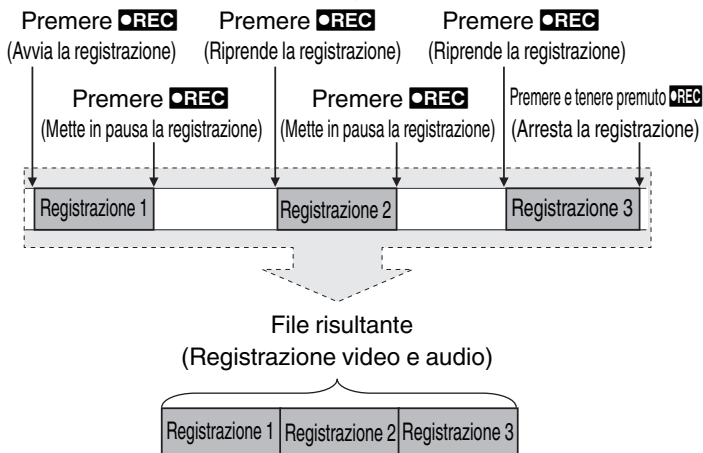 Premere ●REC Premere ●REC Premere ●REC
(Avvia la registrazione) (Riprende la registrazione) (Riprende la registrazione)
Premere ●REC Premere ●REC Premere e tenere premuto ●REC
(Mette in pausa la registrazione) (Mette in pausa la registrazione) (Arresta la registrazione)
Registrazione 1 Registrazione 2 Registrazione 3
File risultante
(Registrazione video e audio)
Registrazione 1 Registrazione 2 Registrazione 3